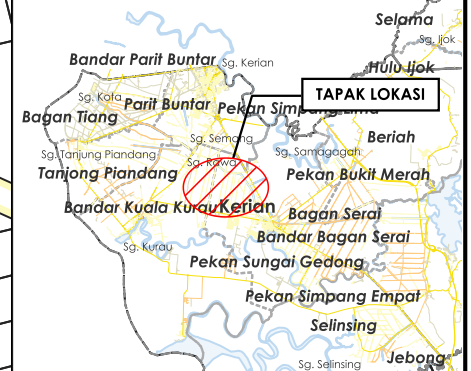 Selama
Sg. Ijok
Bandar Parit Buntar
Sg. Kerian
Hulu Ijok
TAPAK LOKASI
Sg. Kota
Parit Buntar
Pekan Simpang Lima
Bagan Tiang
Sg. Semang
Beriah
Sg. Tanjung Piandang
Sg. Rawa
Sg. Samagagah
Tanjong Piandang
Pekan Bukit Merah
Bandar Kuala Kurau
Kerian
Bagan Serai
Bandar Bagan Serai
Sg. Kurau
Pekan Sungai Gedong
Pekan Simpang Empat
Selinsing
Jebong
Sg. Selinsing